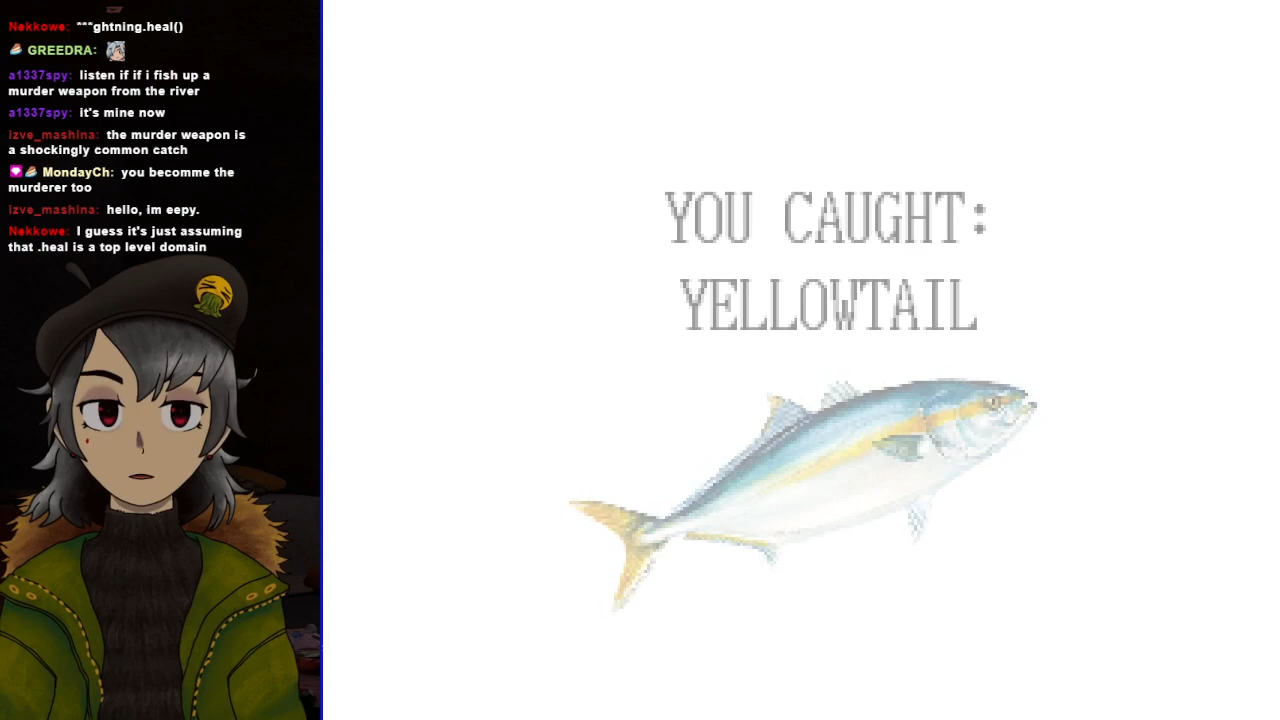 Nekkowe: ***ghtning.heal()
GREEDRA:
a1337spy: listen if if i fish up a
murder weapon from the river
a1337spy: it's mine now
izve_mashina: the murder weapon is
a shockingly common catch
MondayCh: you becomme the
murderer too
izve_mashina: hello, im eepy.
Nekkowe: I guess it's just assuming
that .heal is a top level domain
YOU CAUGHT:
YELLOWTAIL